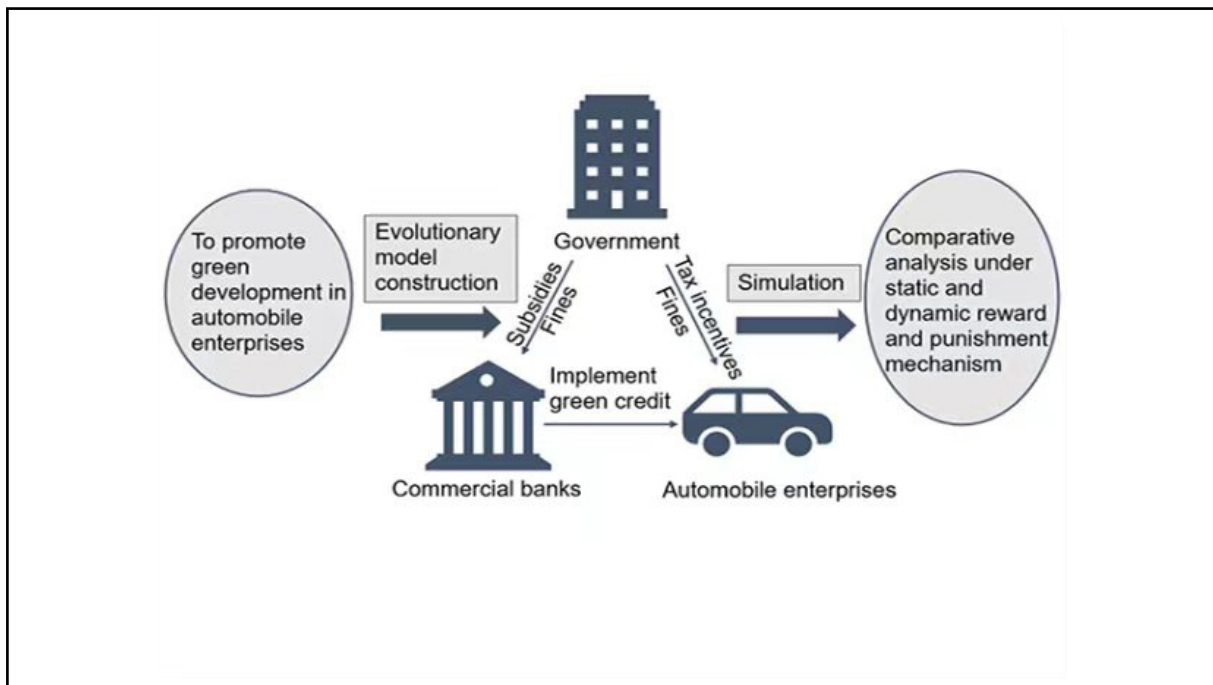 To promote
green
development in
automobile
enterprises
Evolutionary
model
construction
Government
Subsidies
Fines
Tax incentives
Fines
Simulation
Comparative
analysis under
static and
dynamic reward
and punishment
mechanism
Implement
green credit
Commercial banks
Automobile enterprises